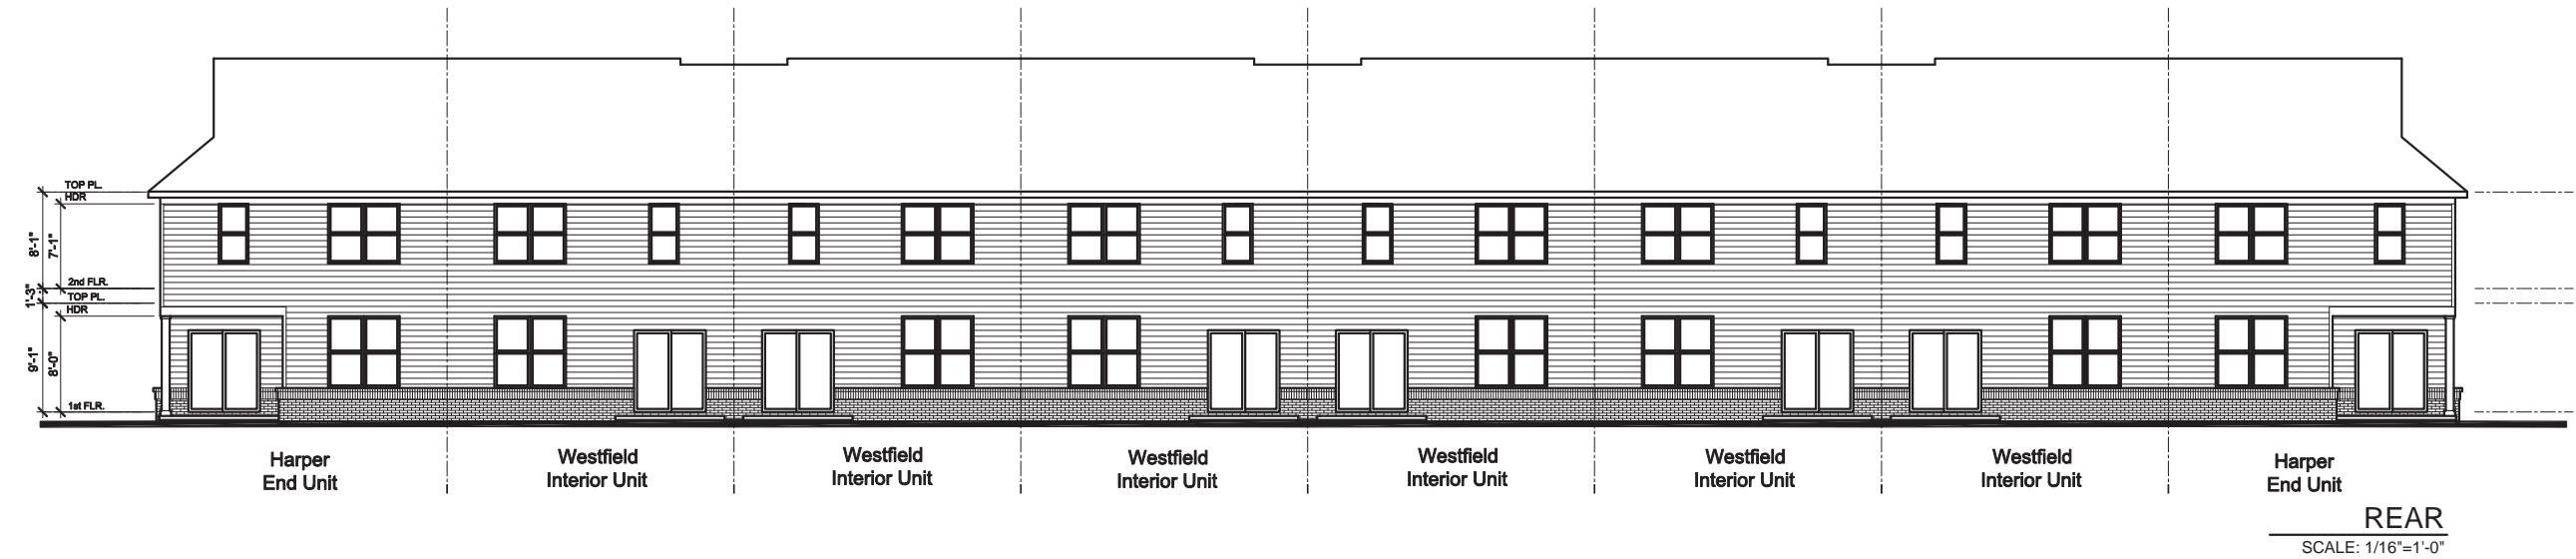 TOP PL.
HDR
8'-1"
7'-1"
2nd FLR.
1'-3"
TOP PL.
HDR
9'-1"
8'-0"
1st FLR.
Harper
End Unit
Westfield
Interior Unit
Westfield
Interior Unit
Westfield
Interior Unit
Westfield
Interior Unit
Westfield
Interior Unit
Westfield
Interior Unit
Harper
End Unit
REAR
SCALE: 1/16"=1'-0"